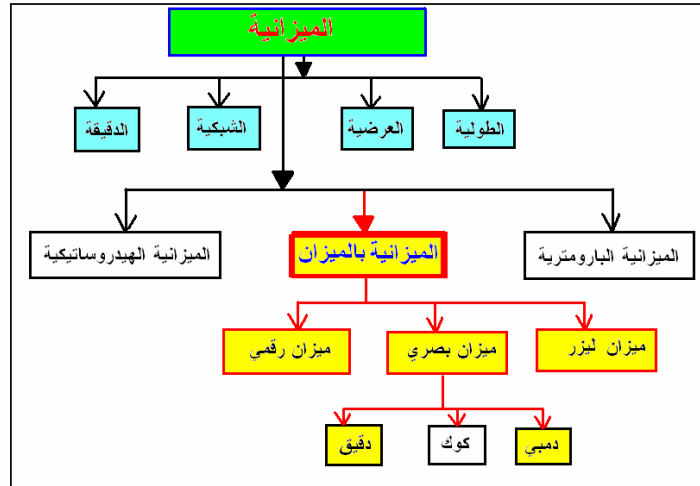 الميزانية
الطولية
العرضية
الشبكية
الدقيقة
الميزانية البارومترية
الميزانية بالميزان
الميزانية الهيدروساتيكية
ميزان ليزر
ميزان بصري
ميزان رقمي
دمبي
كوك
دقيق